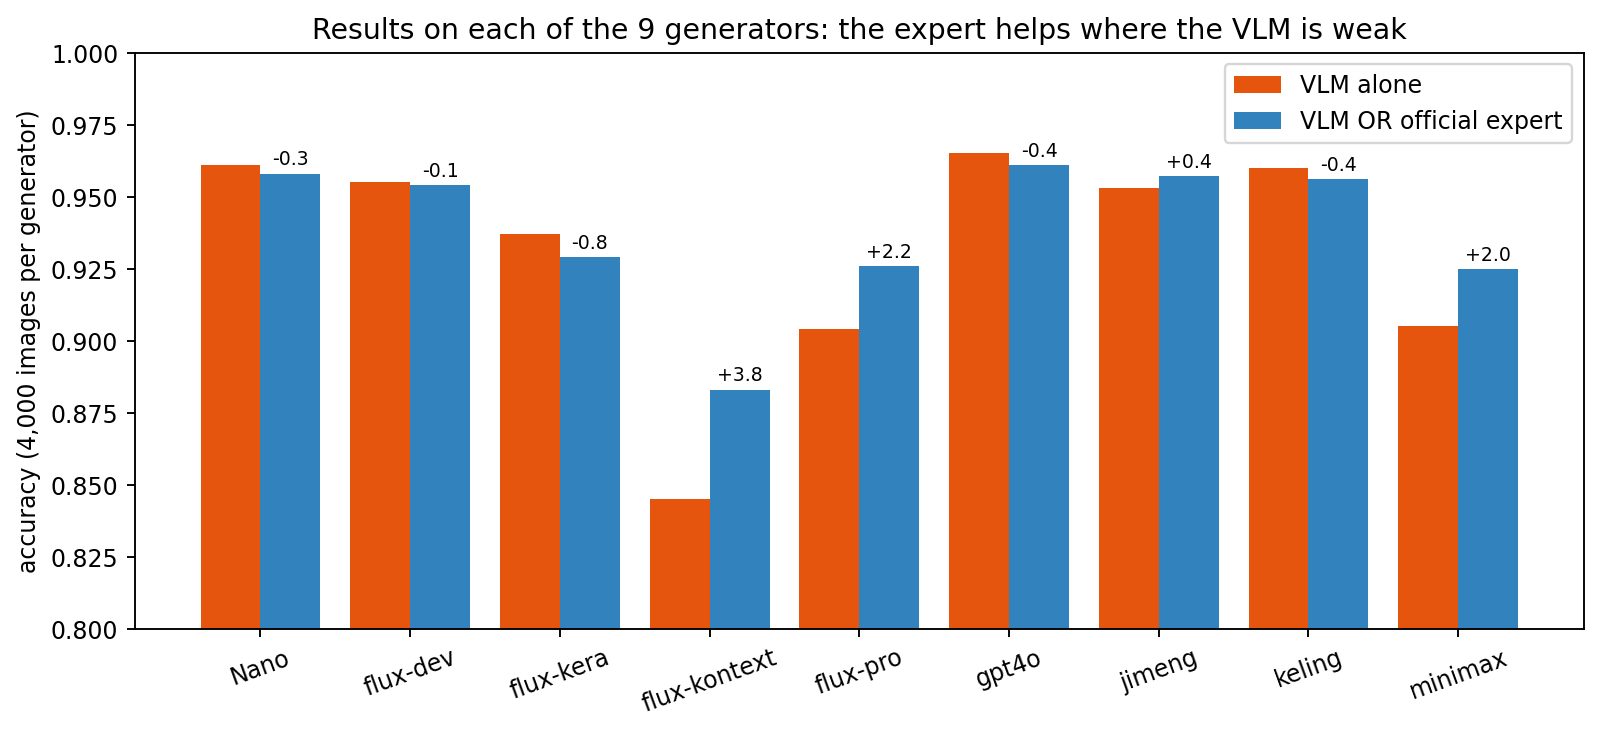 Results on each of the 9 generators: the expert helps where the VLM is weak
accuracy (4,000 images per generator)
1.000
0.975
0.950
0.925
0.900
0.875
0.850
0.825
0.800
VLM alone
VLM OR official expert
-0.3
-0.1
-0.8
+3.8
+2.2
-0.4
+0.4
-0.4
+2.0
Nano
flux-dev
flux-kera
flux-kontext
flux-pro
gpt4o
jimeng
keling
minimax